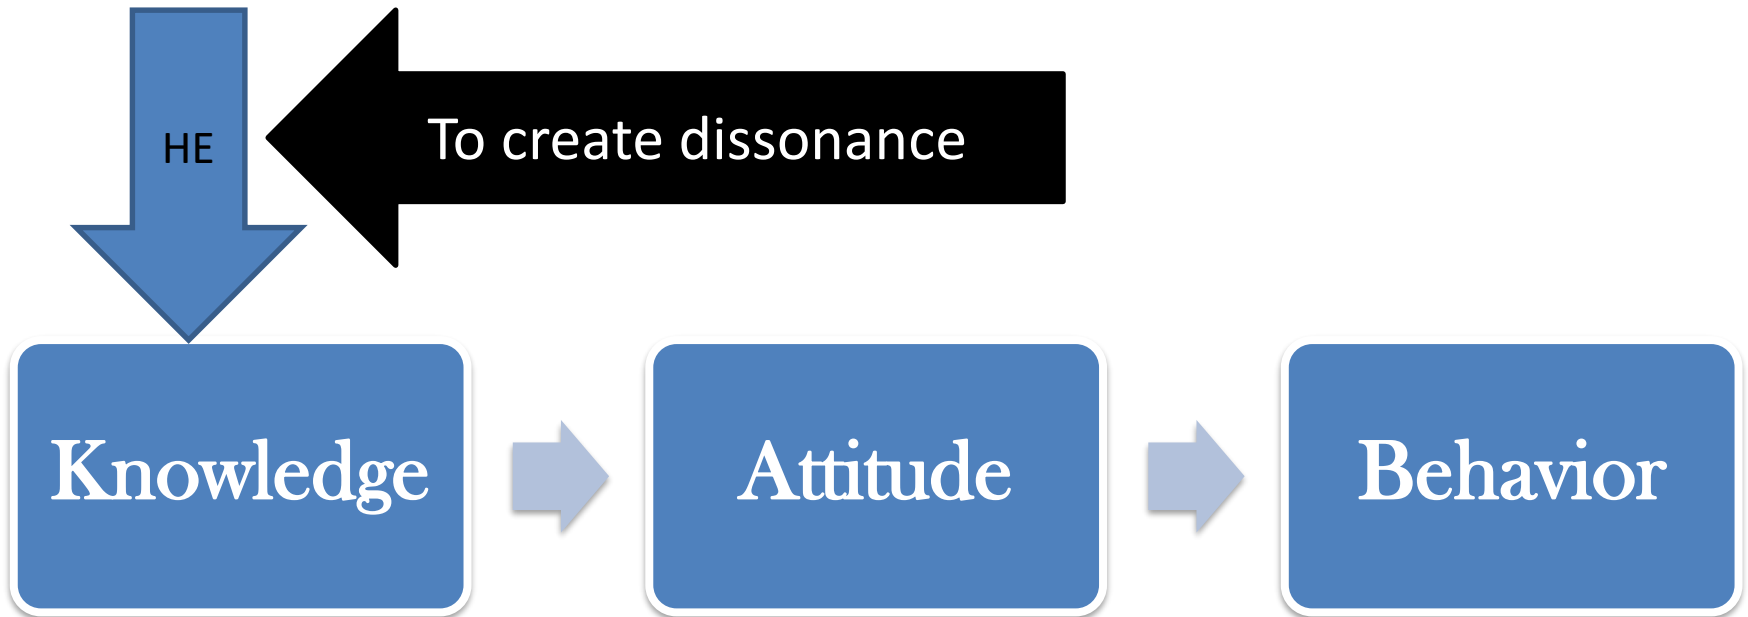 HE
To create dissonance
Knowledge
Attitude
Behavior